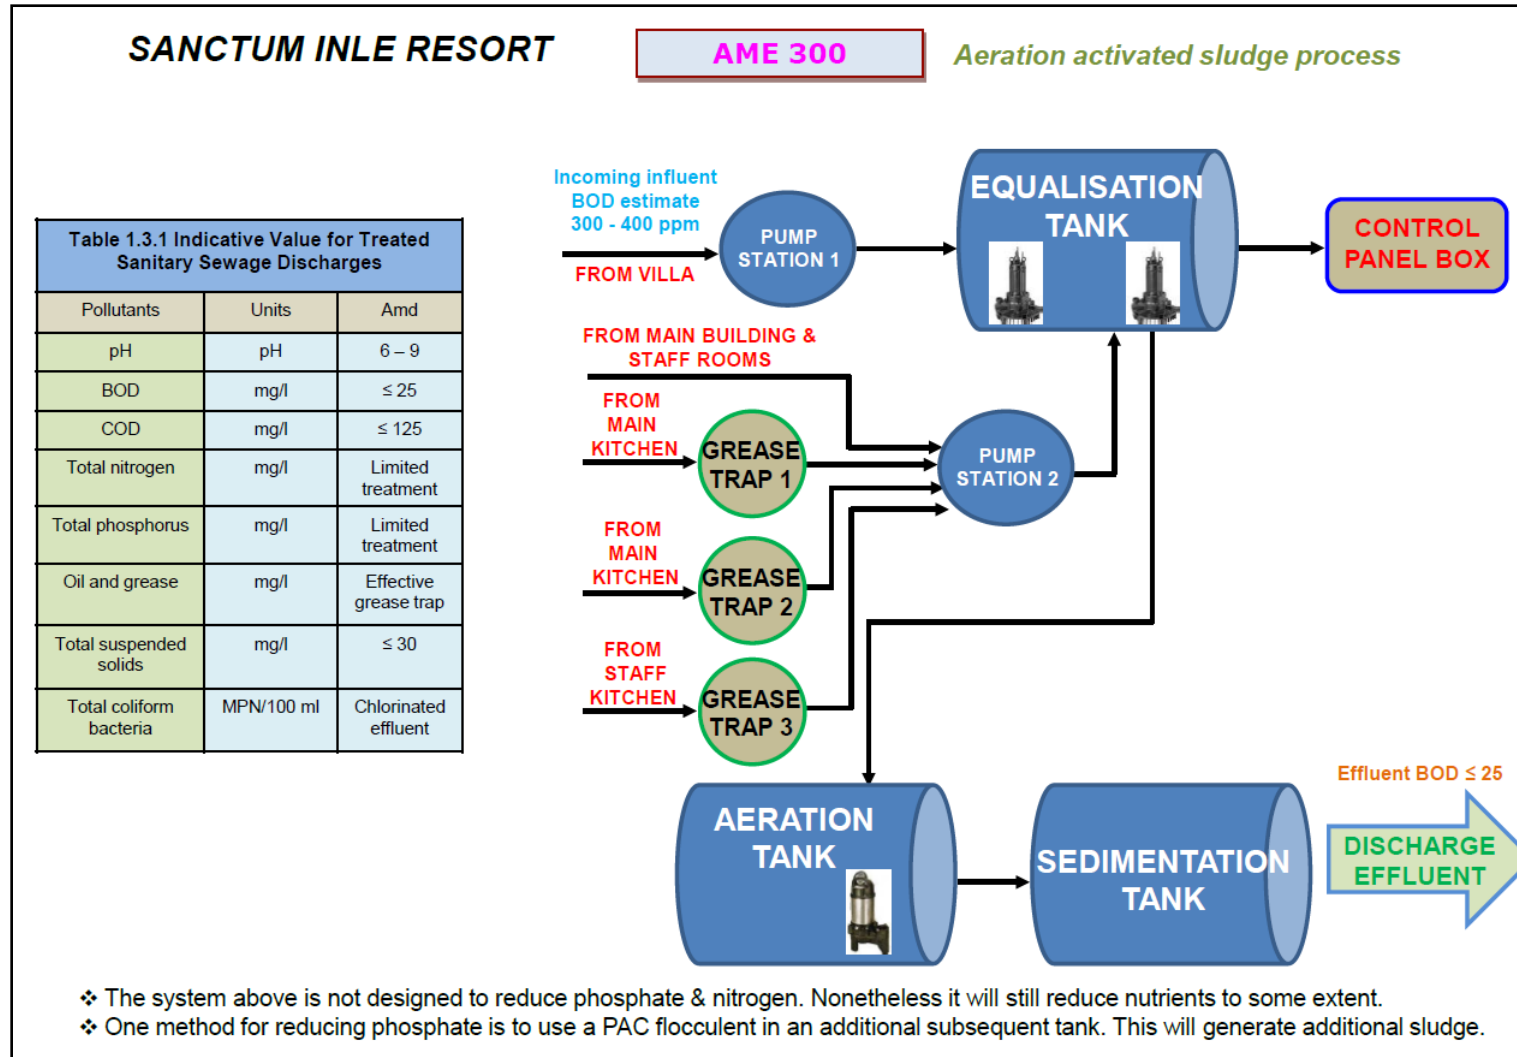 SANCTUM INLE RESORT
AME 300
Aeration activated sludge process
Table 1.3.1 Indicative Value for Treated
Sanitary Sewage Discharges
Pollutants Units Amd
pH pH 6 – 9
BOD mg/l ≤ 25
COD mg/l ≤ 125
Total nitrogen mg/l Limited
treatment
Total phosphorus mg/l Limited
treatment
Oil and grease mg/l Effective
grease trap
Total suspended
solids mg/l ≤ 30
Total coliform
bacteria MPN/100 ml Chlorinated
effluent
Incoming influent
BOD estimate
300 - 400 ppm
FROM VILLA
PUMP
STATION 1
EQUALISATION
TANK
CONTROL
PANEL BOX
FROM MAIN BUILDING &
STAFF ROOMS
FROM
MAIN
KITCHEN
GREASE
TRAP 1
PUMP
STATION 2
FROM
MAIN
KITCHEN
GREASE
TRAP 2
FROM
STAFF
KITCHEN
GREASE
TRAP 3
AERATION
TANK
SEDIMENTATION
TANK
Effluent BOD ≤ 25
DISCHARGE
EFFLUENT
❖ The system above is not designed to reduce phosphate & nitrogen. Nonetheless it will still reduce nutrients to some extent.
❖ One method for reducing phosphate is to use a PAC flocculent in an additional subsequent tank. This will generate additional sludge.